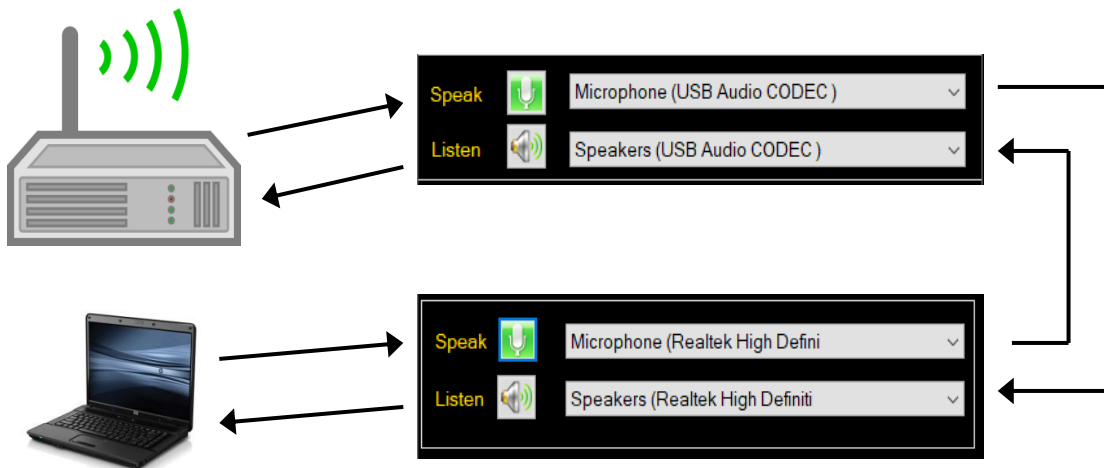 Speak Microphone (USB Audio CODEC )
Listen Speakers (USB Audio CODEC )
Speak Microphone (Realtek High Defini
Listen Speakers (Realtek High Definiti